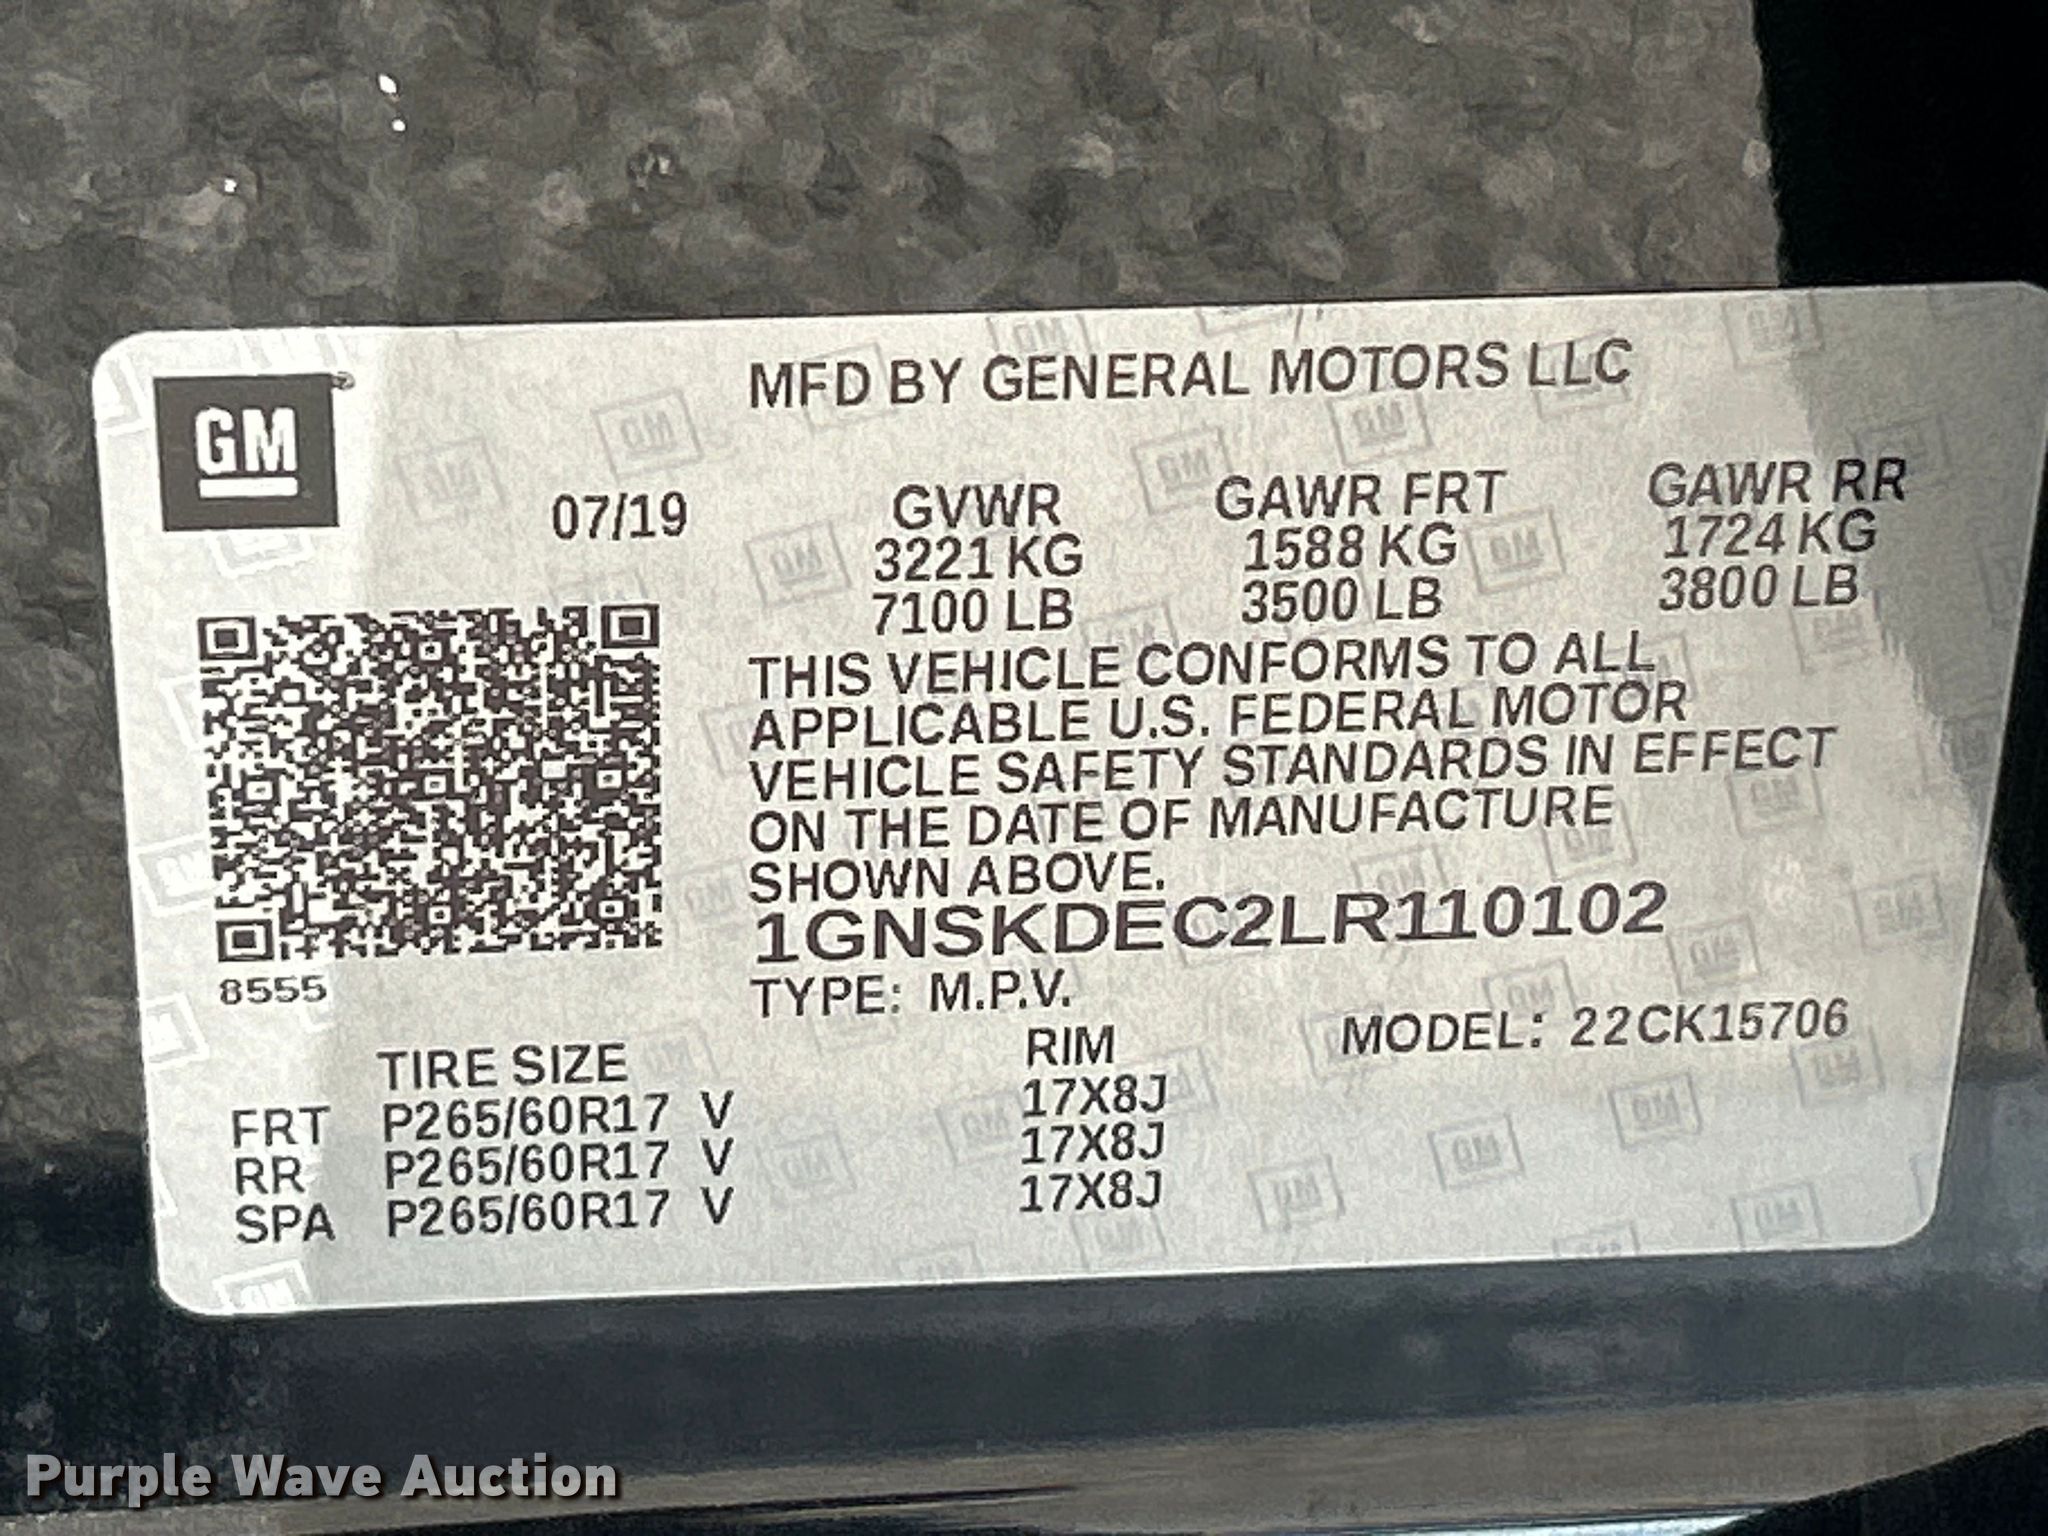 MFD BY GENERAL MOTORS LLC
GM
07/19
GVWR GAWR FRT GAWR RR
3221 KG 1588 KG 1724 KG
7100 LB 3500 LB 3800 LB
THIS VEHICLE CONFORMS TO ALL
APPLICABLE U.S. FEDERAL MOTOR
VEHICLE SAFETY STANDARDS IN EFFECT
ON THE DATE OF MANUFACTURE
SHOWN ABOVE.
1GNSKDEC2LR110102
8555
TYPE: M.P.V.
MODEL: 22CK15706
TIRE SIZE RIM
FRT P265/60R17 V 17X8J
RR P265/60R17 V 17X8J
SPA P265/60R17 V 17X8J
Purple Wave Auction